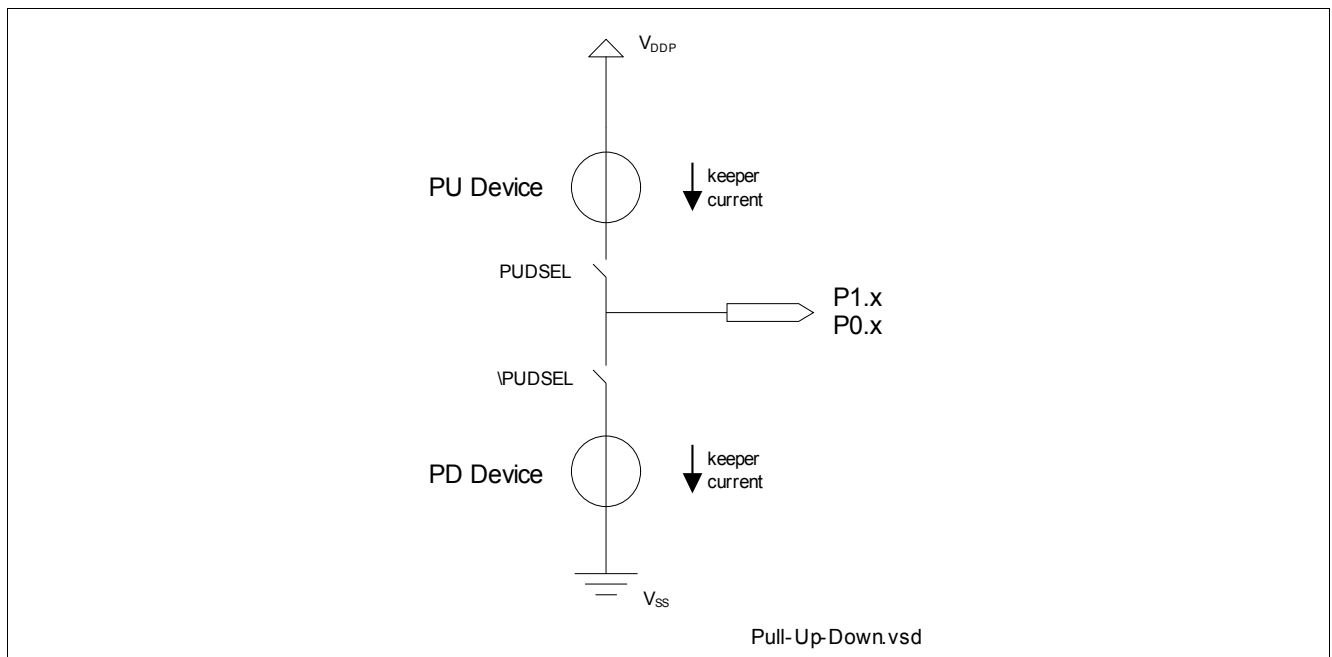 VDDP
PU Device
keeper
current
PUDSEL
P1.x
P0.x
\PUDSEL
PD Device
keeper
current
VSS
Pull-Up-Down.vsd